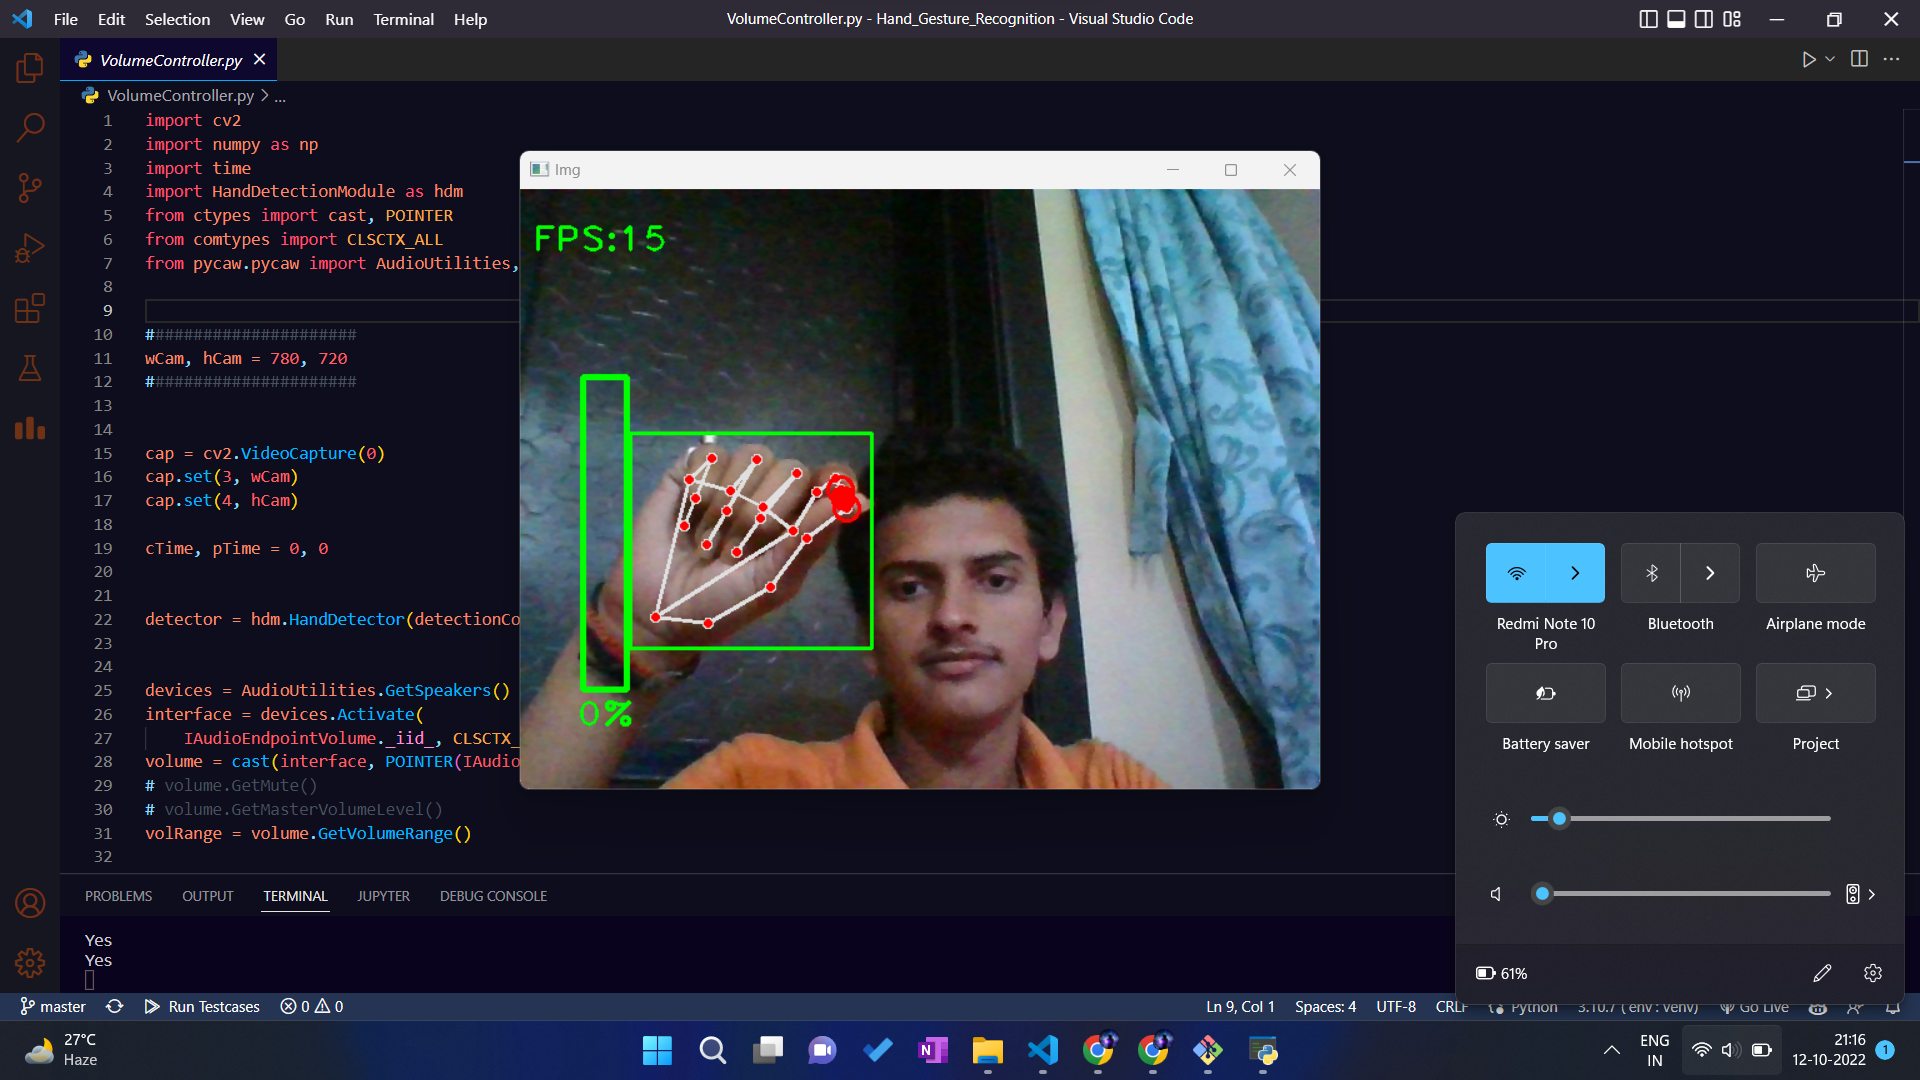 File Edit Selection View Go Run Terminal Help
VolumeController.py - Hand_Gesture_Recognition - Visual Studio Code
VolumeController.py
VolumeController.py > ...
1 import cv2
2 import numpy as np
3 import time
4 import HandDetectionModule as hdm
5 from ctypes import cast, POINTER
6 from comtypes import CLSCTX_ALL
7 from pycaw.pycaw import AudioUtilities,
8
9
10 ######################
11 wCam, hCam = 780, 720
12 ######################
13
14
15 cap = cv2.VideoCapture(0)
16 cap.set(3, wCam)
17 cap.set(4, hCam)
18
19 cTime, pTime = 0, 0
20
21
22 detector = hdm.HandDetector(detectionCo
23
24
25 devices = AudioUtilities.GetSpeakers()
26 interface = devices.Activate(
27 IAudioEndpointVolume._iid_, CLSCTX_
28 volume = cast(interface, POINTER(IAudio
29 # volume.GetMute()
30 # volume.GetMasterVolumeLevel()
31 volRange = volume.GetVolumeRange()
32
Img
FPS:15
0%
PROBLEMS OUTPUT TERMINAL JUPYTER DEBUG CONSOLE
Yes
Yes
Redmi Note 10 Pro
Bluetooth
Airplane mode
Battery saver
Mobile hotspot
Project
61%
master Run Testcases 0 0
Ln 9, Col 1 Spaces: 4 UTF-8 CRLF Python 3.10.7 ('env': venv) Go Live
27°C
Haze
ENG
IN
21:16
12-10-2022
1